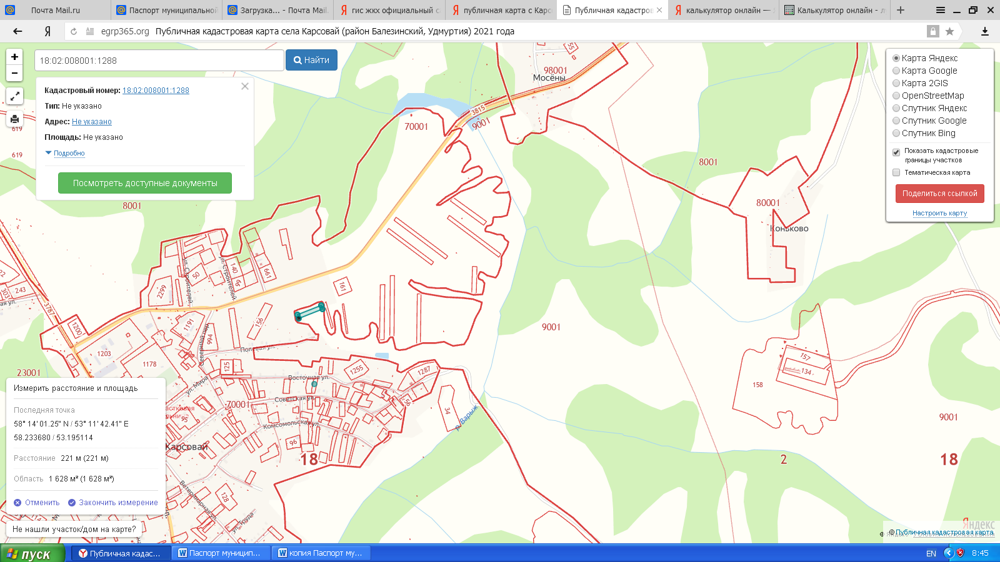 Почта Mail.ru
Паспорт муниципальной
Загрузка... - Почта Mail.
гис жкх официальный са
публичная карта с Карс
Публичная кадастров
калькулятор онлайн —
Калькулятор онлайн - л
egrp365.org Публичная кадастровая карта села Карсовай (район Балезинский, Удмуртия) 2021 года
18:02:008001:1288
Найти
Кадастровый номер: 18:02:008001:1288
Тип: Не указано
Адрес: Не указано
Площадь: Не указано
Подробно
Посмотреть доступные документы
Карта Яндекс
Карта Google
Карта 2GIS
OpenStreetMap
Спутник Яндекс
Спутник Google
Спутник Bing
Показать кадастровые
границы участков
Тематическая карта
Поделиться ссылкой
Настроить карту
98001
Мосёны
3815
9001
70001
619
619
8001
8001
80001
Коньково
2299
50
140
66
661
ул. Строителей
ул. Строителей
161
243
303
3787
1200
1191
994
156
Северный пер.
Полевая ул.
1203
1178
125
1255
1287
Восточная ул.
ул. Мира
Советская ул.
70001
95
Комсомольская ул.
96
34
р. Варыж
Карсовай
18
9001
157
134
158
9001
2
18
23001
128
Ветеринарная ул.
ул. Труда
114
Измерить расстояние и площадь
Последняя точка
58° 14' 01.25" N / 53° 11' 42.41" E
58.233680 / 53.195114
Расстояние 221 м (221 м)
Область 1 628 м² (1 628 м²)
Отменить Закончить измерение
Не нашли участок/дом на карте?
Яндекс
© Публичная кадастровая карта
пуск
Публичная кадас...
Паспорт муницип...
копия Паспорт му...
EN
8:45